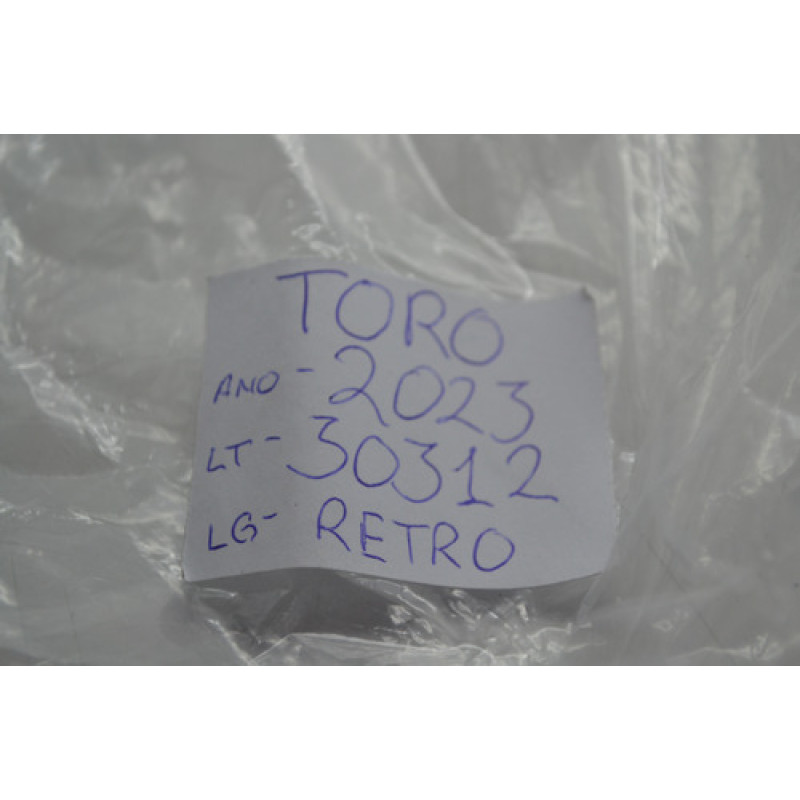 TORO
ANO - 2023
LT - 30312
LG - RETRO